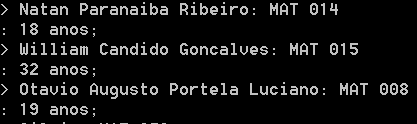 > Natan Paranaiba Ribeiro: MAT 014
: 18 anos;
> William Candido Goncalves: MAT 015
: 32 anos;
> Otavio Augusto Portela Luciano: MAT 008
: 19 anos;